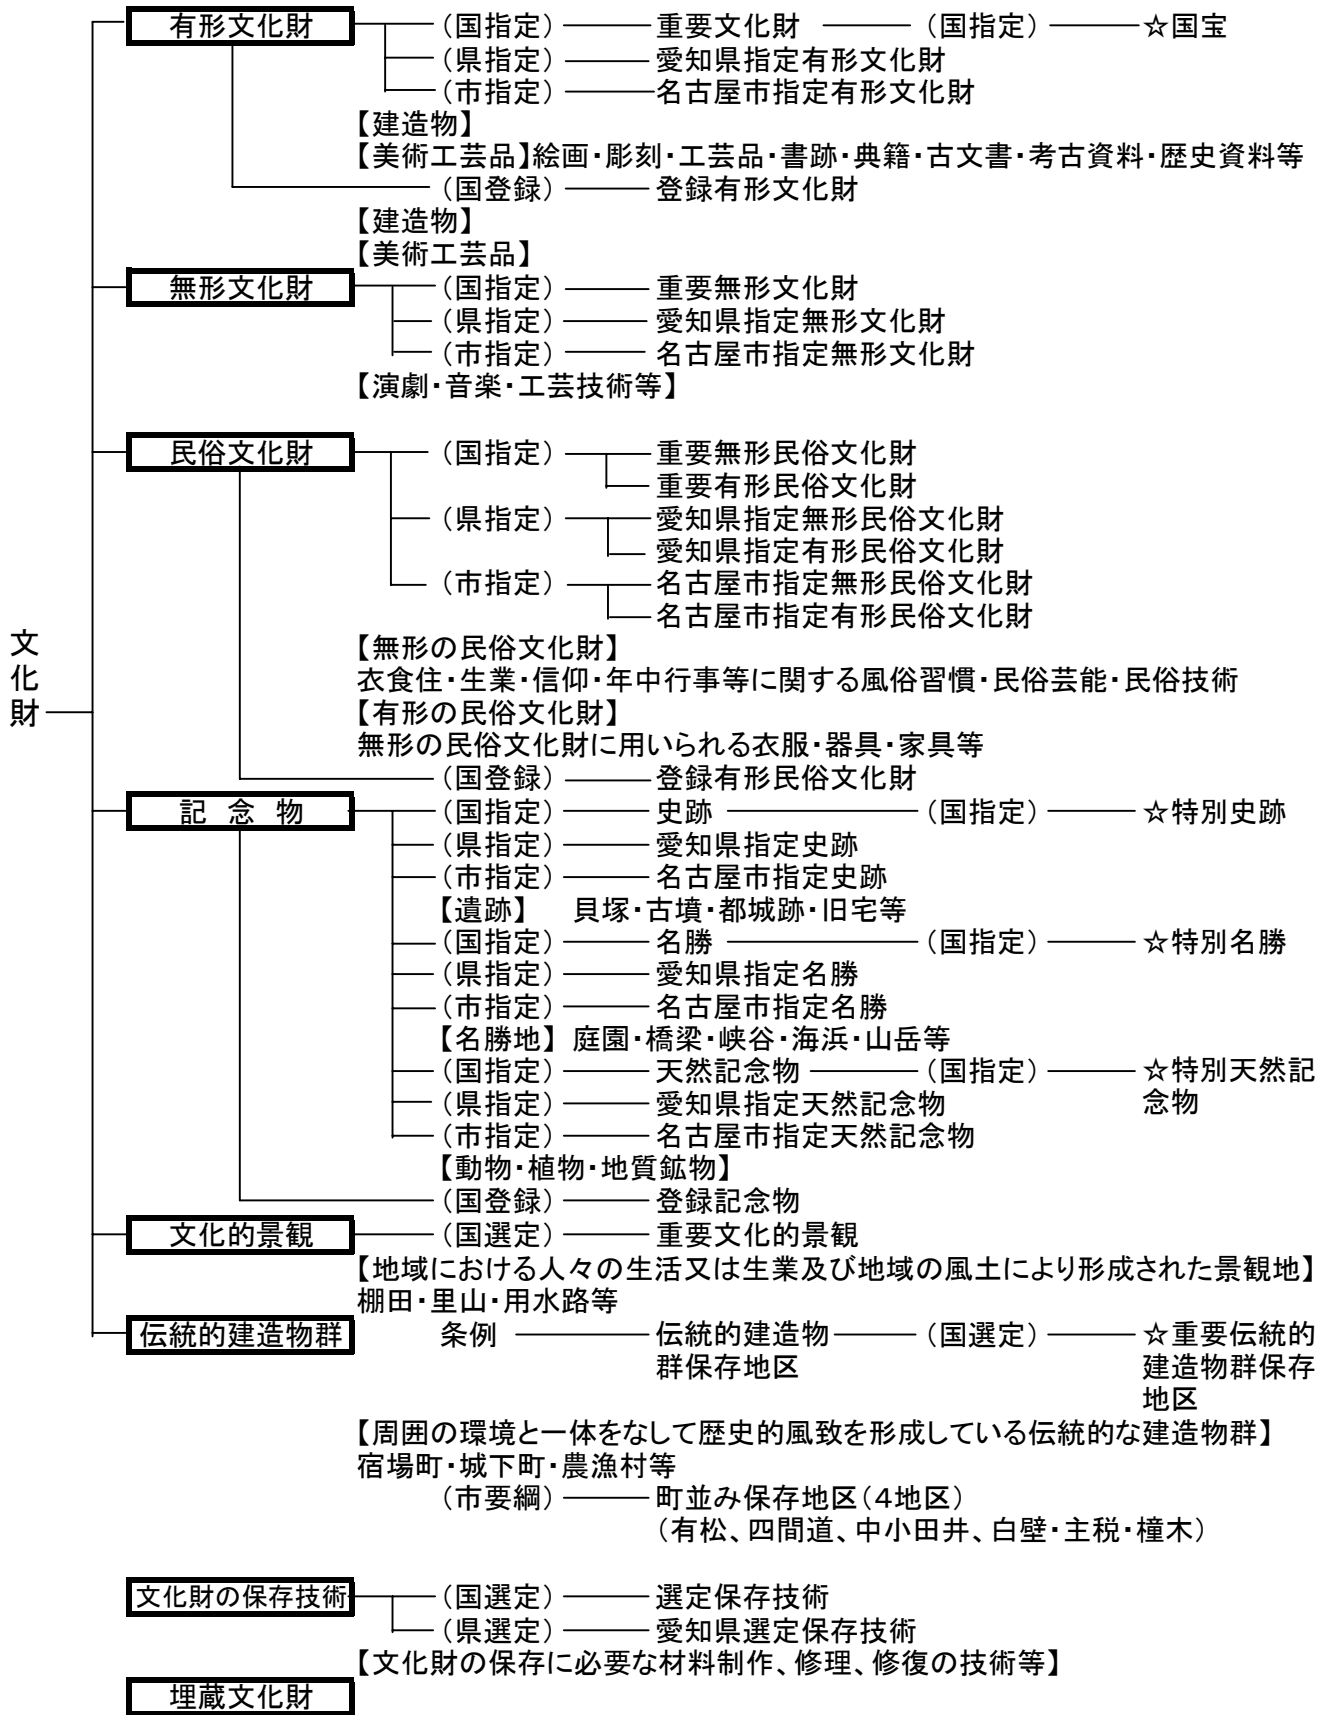 有形文化財 （国指定） 重要文化財 （国指定） ☆国宝
（県指定） 愛知県指定有形文化財
（市指定） 名古屋市指定有形文化財
【建造物】
【美術工芸品】絵画・彫刻・工芸品・書跡・典籍・古文書・考古資料・歴史資料等
（国登録） 登録有形文化財
【建造物】
【美術工芸品】
無形文化財 （国指定） 重要無形文化財
（県指定） 愛知県指定無形文化財
（市指定） 名古屋市指定無形文化財
【演劇・音楽・工芸技術等】
民俗文化財 （国指定） 重要無形民俗文化財
重要有形民俗文化財
（県指定） 愛知県指定無形民俗文化財
愛知県指定有形民俗文化財
（市指定） 名古屋市指定無形民俗文化財
名古屋市指定有形民俗文化財
文化財
【無形の民俗文化財】
衣食住・生業・信仰・年中行事等に関する風俗習慣・民俗芸能・民俗技術
【有形の民俗文化財】
無形の民俗文化財に用いられる衣服・器具・家具等
（国登録） 登録有形民俗文化財
記念物 （国指定） 史跡 （国指定） ☆特別史跡
（県指定） 愛知県指定史跡
（市指定） 名古屋市指定史跡
【遺跡】 貝塚・古墳・都城跡・旧宅等
（国指定） 名勝 （国指定） ☆特別名勝
（県指定） 愛知県指定名勝
（市指定） 名古屋市指定名勝
【名勝地】 庭園・橋梁・峡谷・海浜・山岳等
（国指定） 天然記念物 （国指定） ☆特別天然記
（県指定） 愛知県指定天然記念物 念物
（市指定） 名古屋市指定天然記念物
【動物・植物・地質鉱物】
（国登録） 登録記念物
文化的景観 （国選定） 重要文化的景観
【地域における人々の生活又は生業及び地域の風土により形成された景観地】
棚田・里山・用水路等
伝統的建造物群 条例 伝統的建造物 （国選定） ☆重要伝統的
群保存地区 建造物群保存
地区
【周囲の環境と一体をなして歴史的風致を形成している伝統的な建造物群】
宿場町・城下町・農漁村等
（市要綱） 町並み保存地区（４地区）
（有松、四間道、中小田井、白壁・主税・橦木）
文化財の保存技術 （国選定） 選定保存技術
（県選定） 愛知県選定保存技術
【文化財の保存に必要な材料制作、修理、修復の技術等】
埋蔵文化財